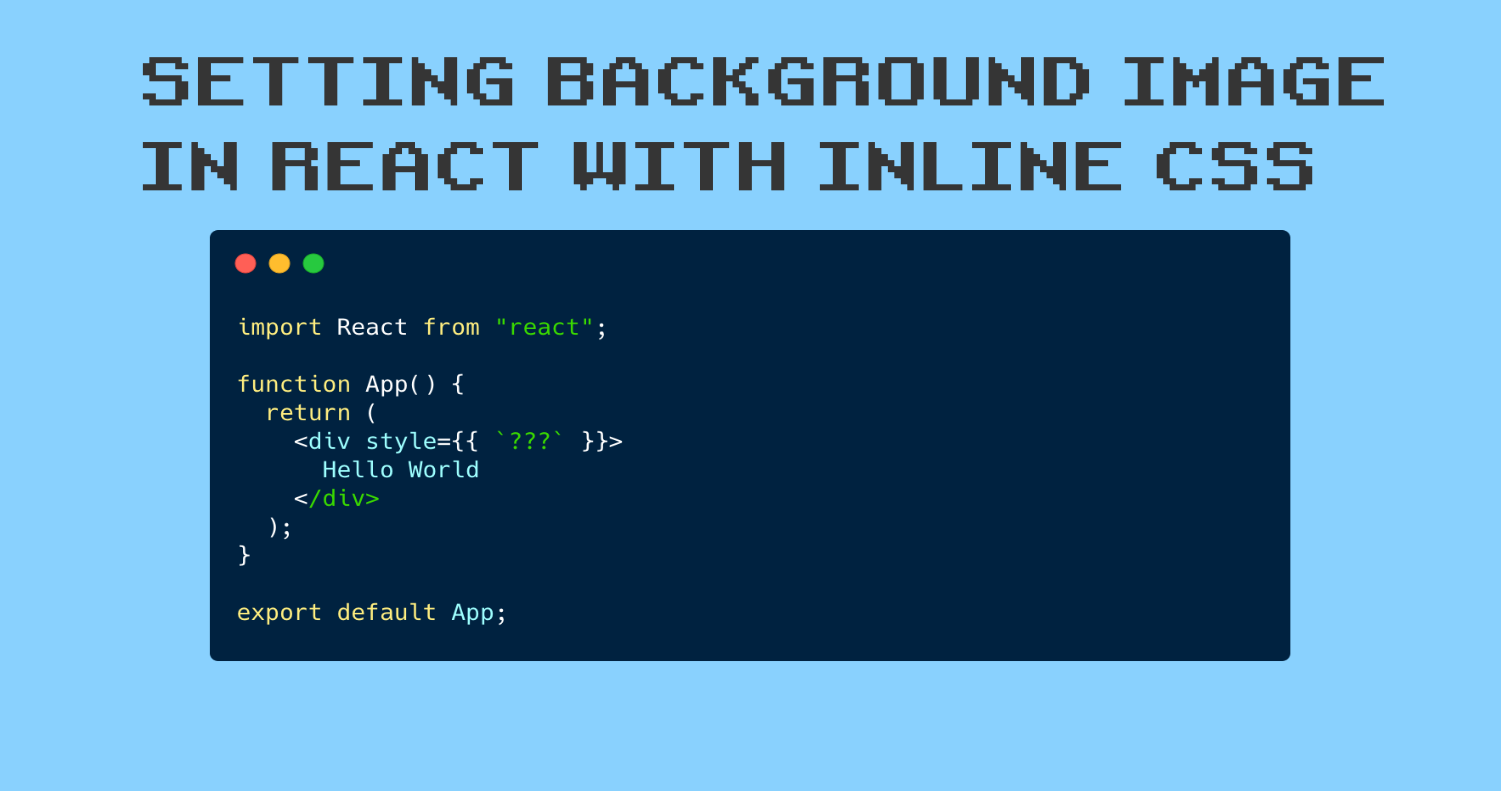 SETTING BACKGROUND IMAGE
IN REACT WITH INLINE CSS
import React from "react";
function App() {
  return (
    <div style={{ `???` }}>
      Hello World
    </div>
  );
}
export default App;